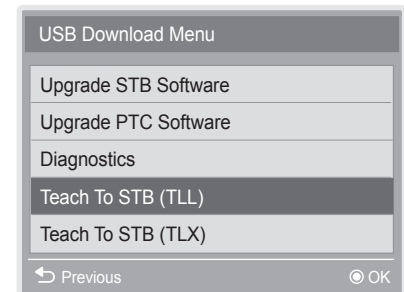 USB Download Menu
Upgrade STB Software
Upgrade PTC Software
Diagnostics
Teach To STB (TLL)
Teach To STB (TLX)
Previous OK